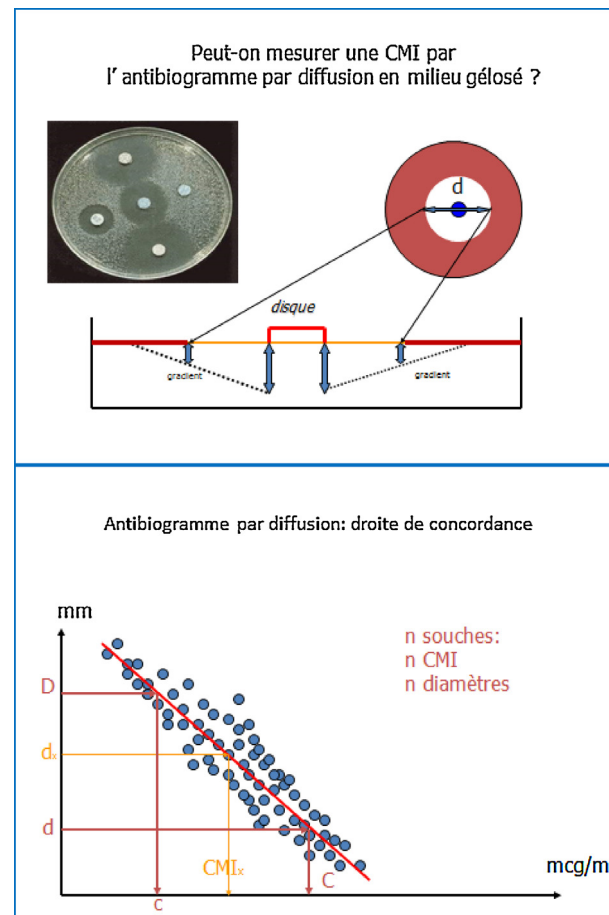 Peut-on mesurer une CMI par
l' antibiogramme par diffusion en milieu gélosé ?
d
disque
gradient
gradient
Antibiogramme par diffusion: droite de concordance
mm
n souches:
n CMI
n diamètres
D
dx
d
CMIx
C
mcg/m
c